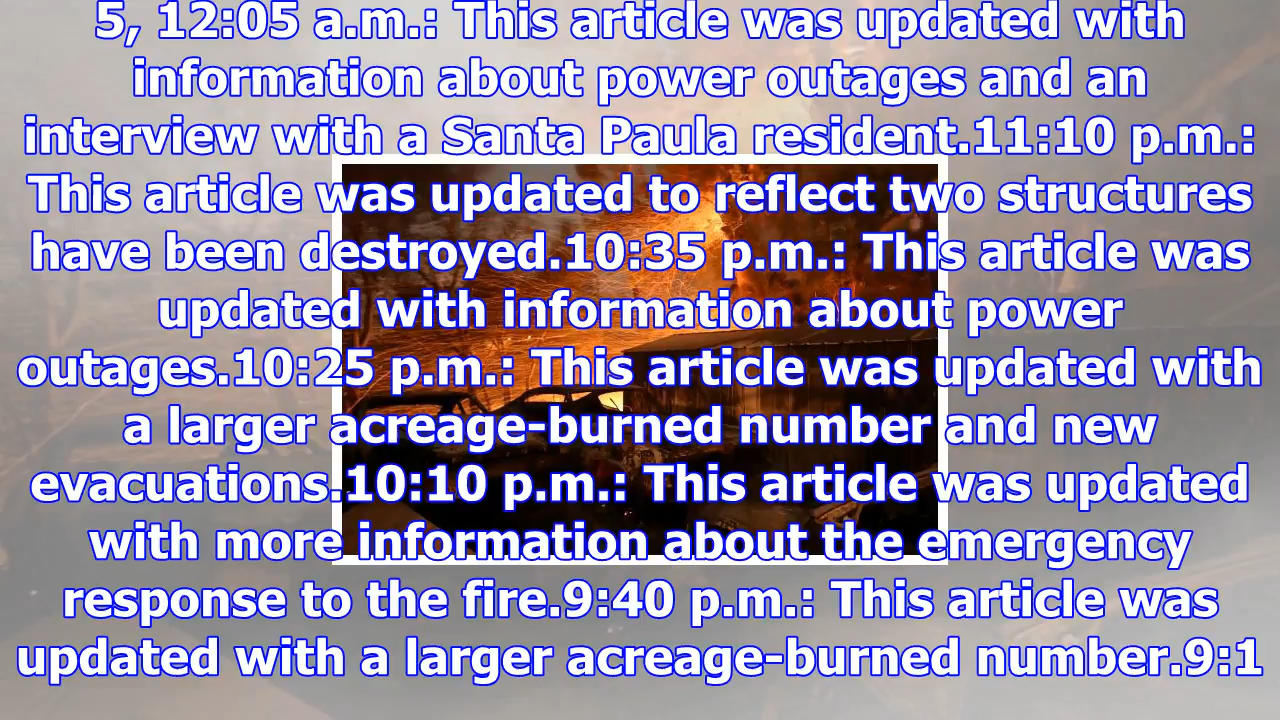 5, 12:05 a.m.: This article was updated with
information about power outages and an
interview with a Santa Paula resident.11:10 p.m.:
This article was updated to reflect two structures
have been destroyed.10:35 p.m.: This article was
updated with information about power
outages.10:25 p.m.: This article was updated with
a larger acreage-burned number and new
evacuations.10:10 p.m.: This article was updated
with more information about the emergency
response to the fire.9:40 p.m.: This article was
updated with a larger acreage-burned number.9:1